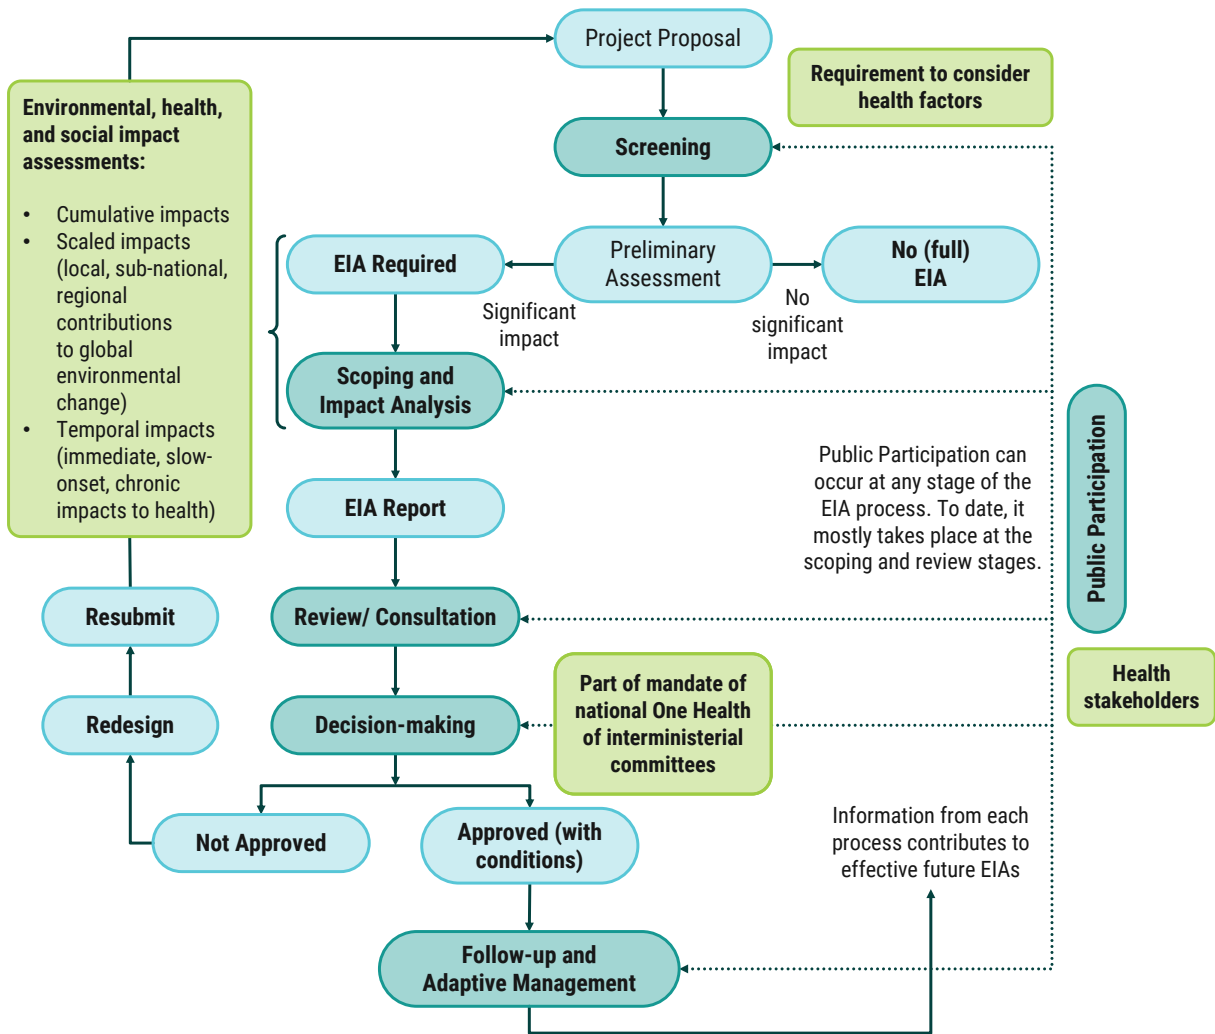 Project Proposal
Requirement to consider
health factors
Environmental, health,
and social impact
assessments:
• Cumulative impacts
• Scaled impacts
(local, sub-national,
regional
contributions
to global
environmental
change)
• Temporal impacts
(immediate, slow-
onset, chronic
impacts to health)
Screening
EIA Required
Preliminary
Assessment
No (full)
EIA
Significant
impact
No
significant
impact
Scoping and
Impact Analysis
Public Participation
Public Participation can
occur at any stage of the
EIA process. To date, it
mostly takes place at the
scoping and review stages.
EIA Report
Resubmit
Review/ Consultation
Health
stakeholders
Part of mandate of
national One Health
of interministerial
committees
Redesign
Decision-making
Not Approved
Approved (with
conditions)
Information from each
process contributes to
effective future EIAs
Follow-up and
Adaptive Management